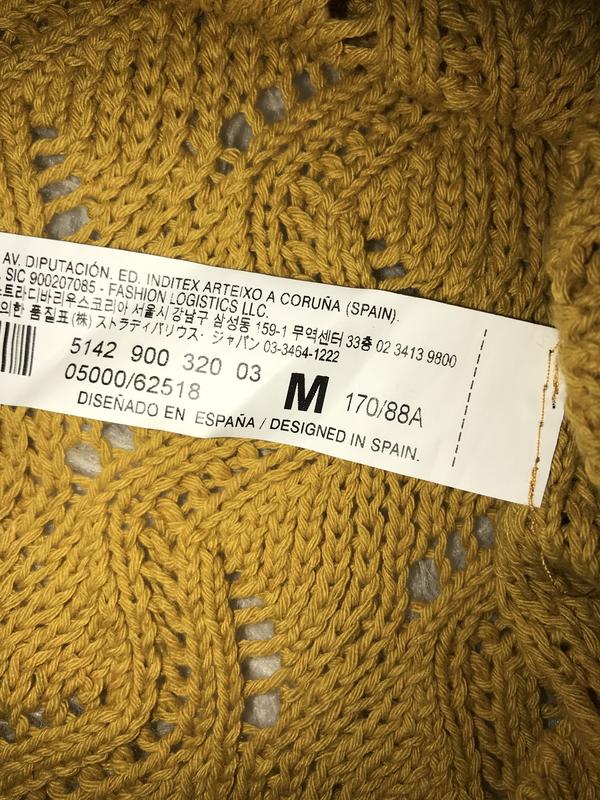 AV. DIPUTACIÓN. ED. INDITEX ARTEIXO A CORUÑA (SPAIN).
SIC 900207085 - FASHION LOGISTICS LLC.
스트라디바리우스코리아 서울시 강남구 삼성동 159-1 무역센터 33층 02 3413 9800
의한 품질표 (株) ストラディバリウス・ジャパン 03-3464-1222
5142 900 320 03
05000/62518
M 170/88A
DISEÑADO EN ESPAÑA / DESIGNED IN SPAIN.